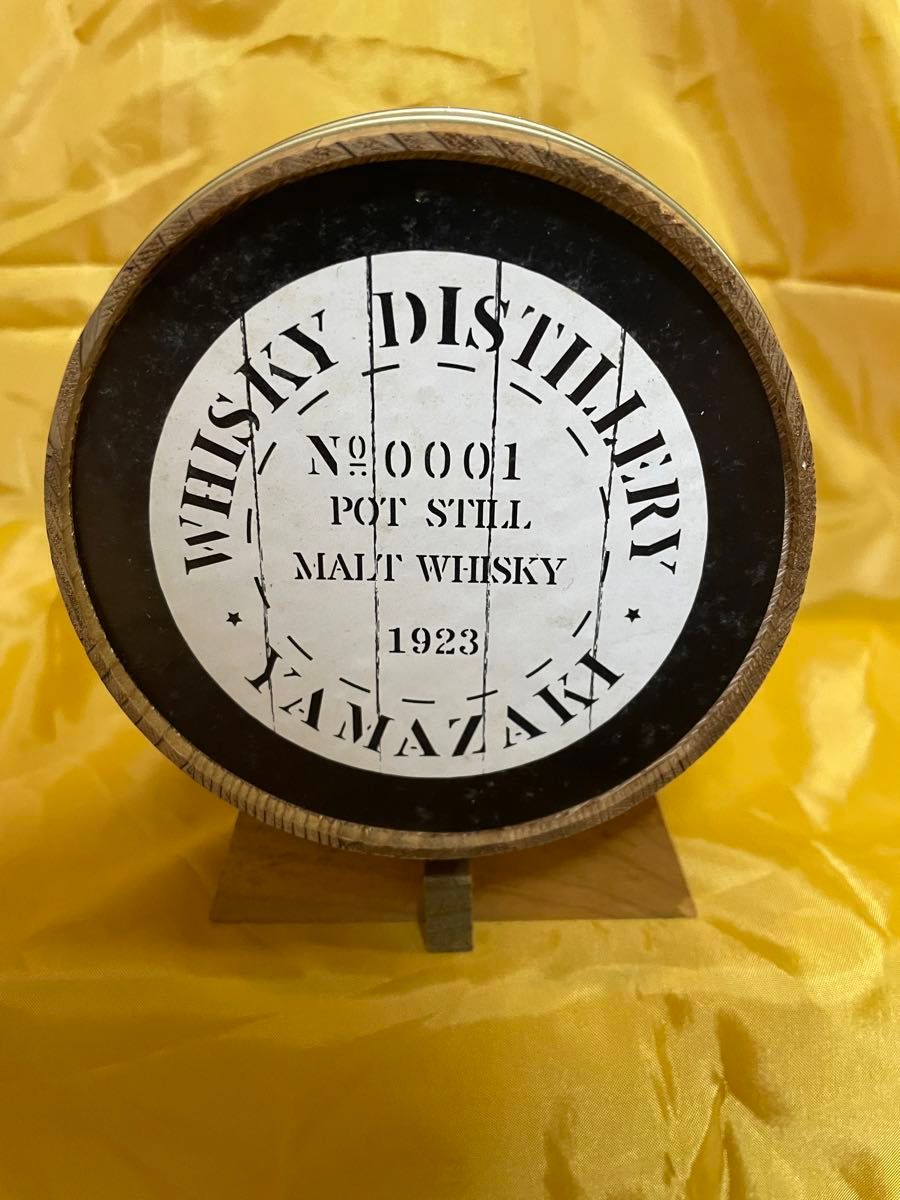 WHISKY DISTILLERY
Nº 0001
POT STILL
MALT WHISKY
1923
YAMAZAKI